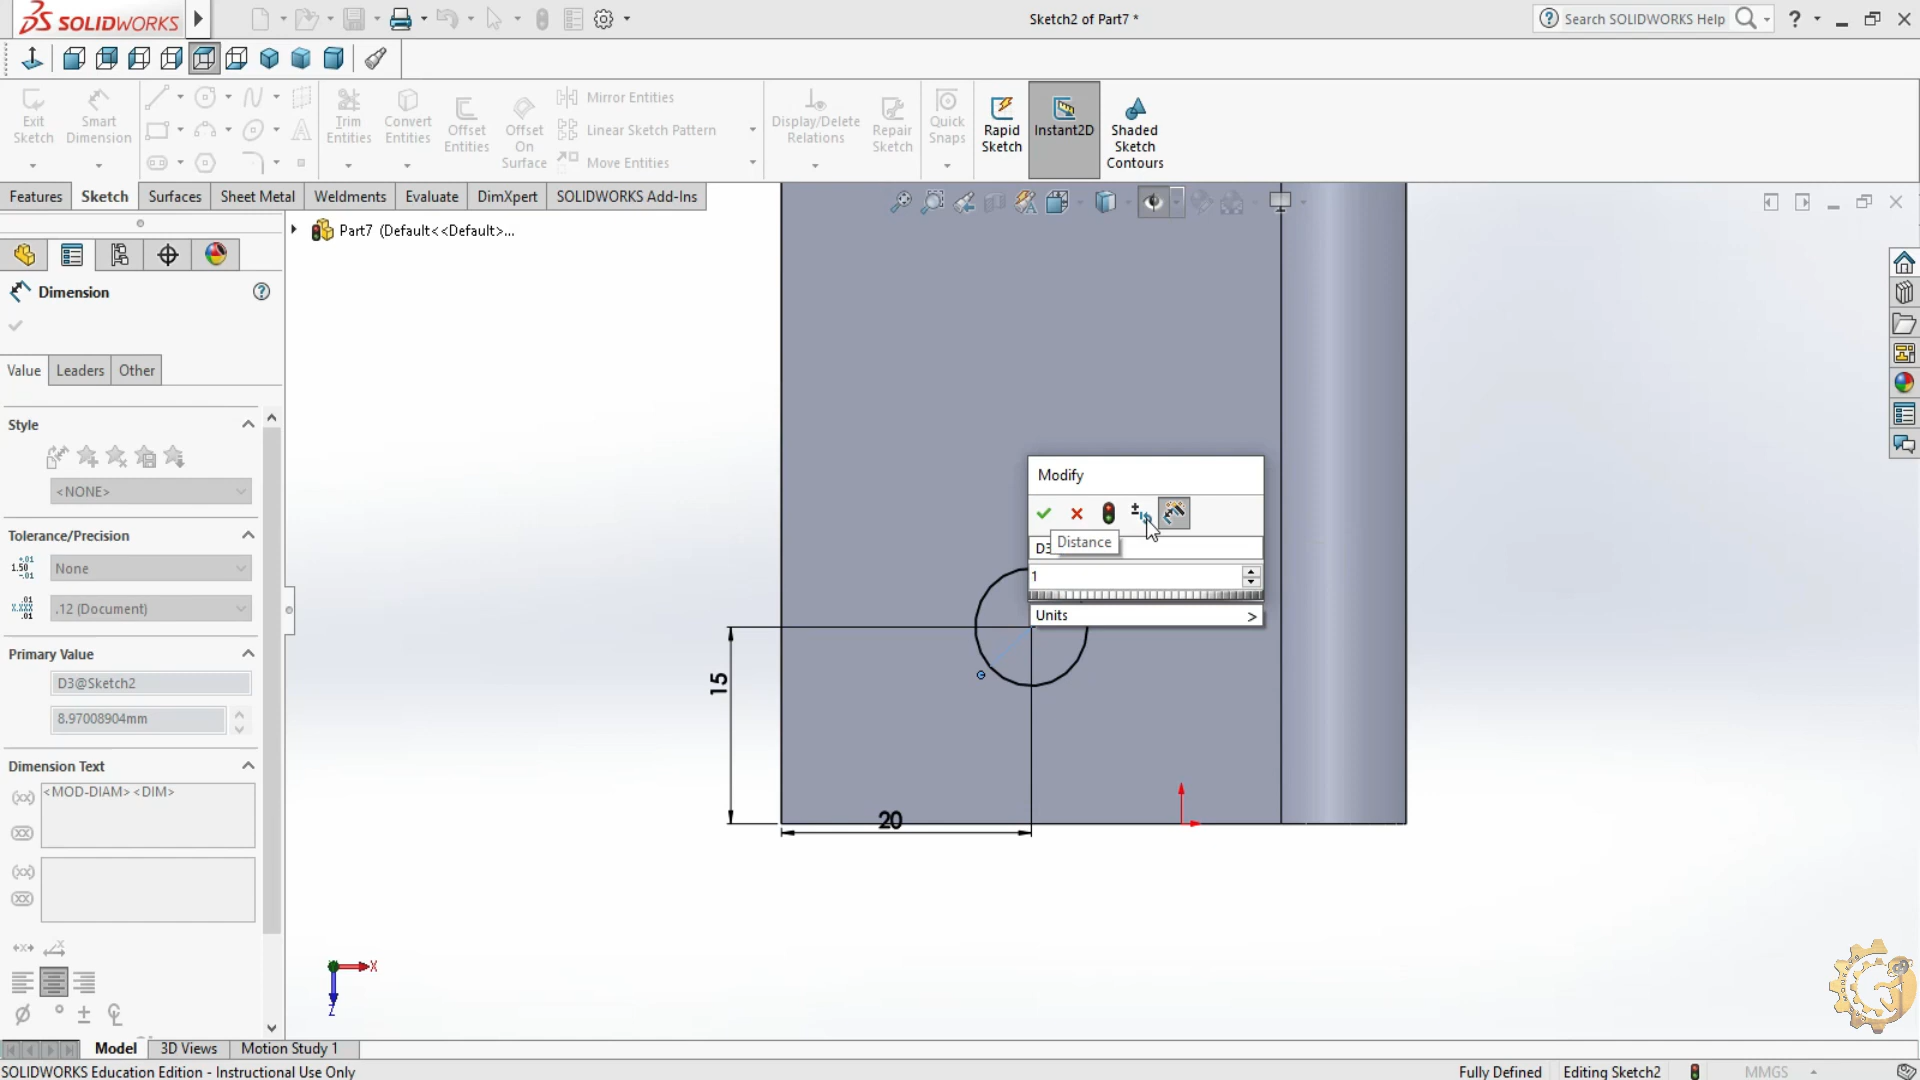 SOLIDWORKS
Sketch2 of Part7 *
Search SOLIDWORKS Help
?
Exit Sketch
Smart Dimension
Trim Entities
Convert Entities
Offset Entities
Offset On Surface
Mirror Entities
Linear Sketch Pattern
Move Entities
Display/Delete Relations
Repair Sketch
Quick Snaps
Rapid Sketch
Instant2D
Shaded Sketch Contours
Features
Sketch
Surfaces
Sheet Metal
Weldments
Evaluate
DimXpert
SOLIDWORKS Add-Ins
Part7 (Default<<Default>...
Dimension
Value
Leaders
Other
Style
<NONE>
Tolerance/Precision
None
.12 (Document)
Primary Value
D3@Sketch2
8.97008904mm
Dimension Text
<MOD-DIAM><DIM>
Modify
Distance
D3
1
Units >
15
20
X
Z
Model
3D Views
Motion Study 1
SOLIDWORKS Education Edition - Instructional Use Only
Fully Defined
Editing Sketch2
MMGS